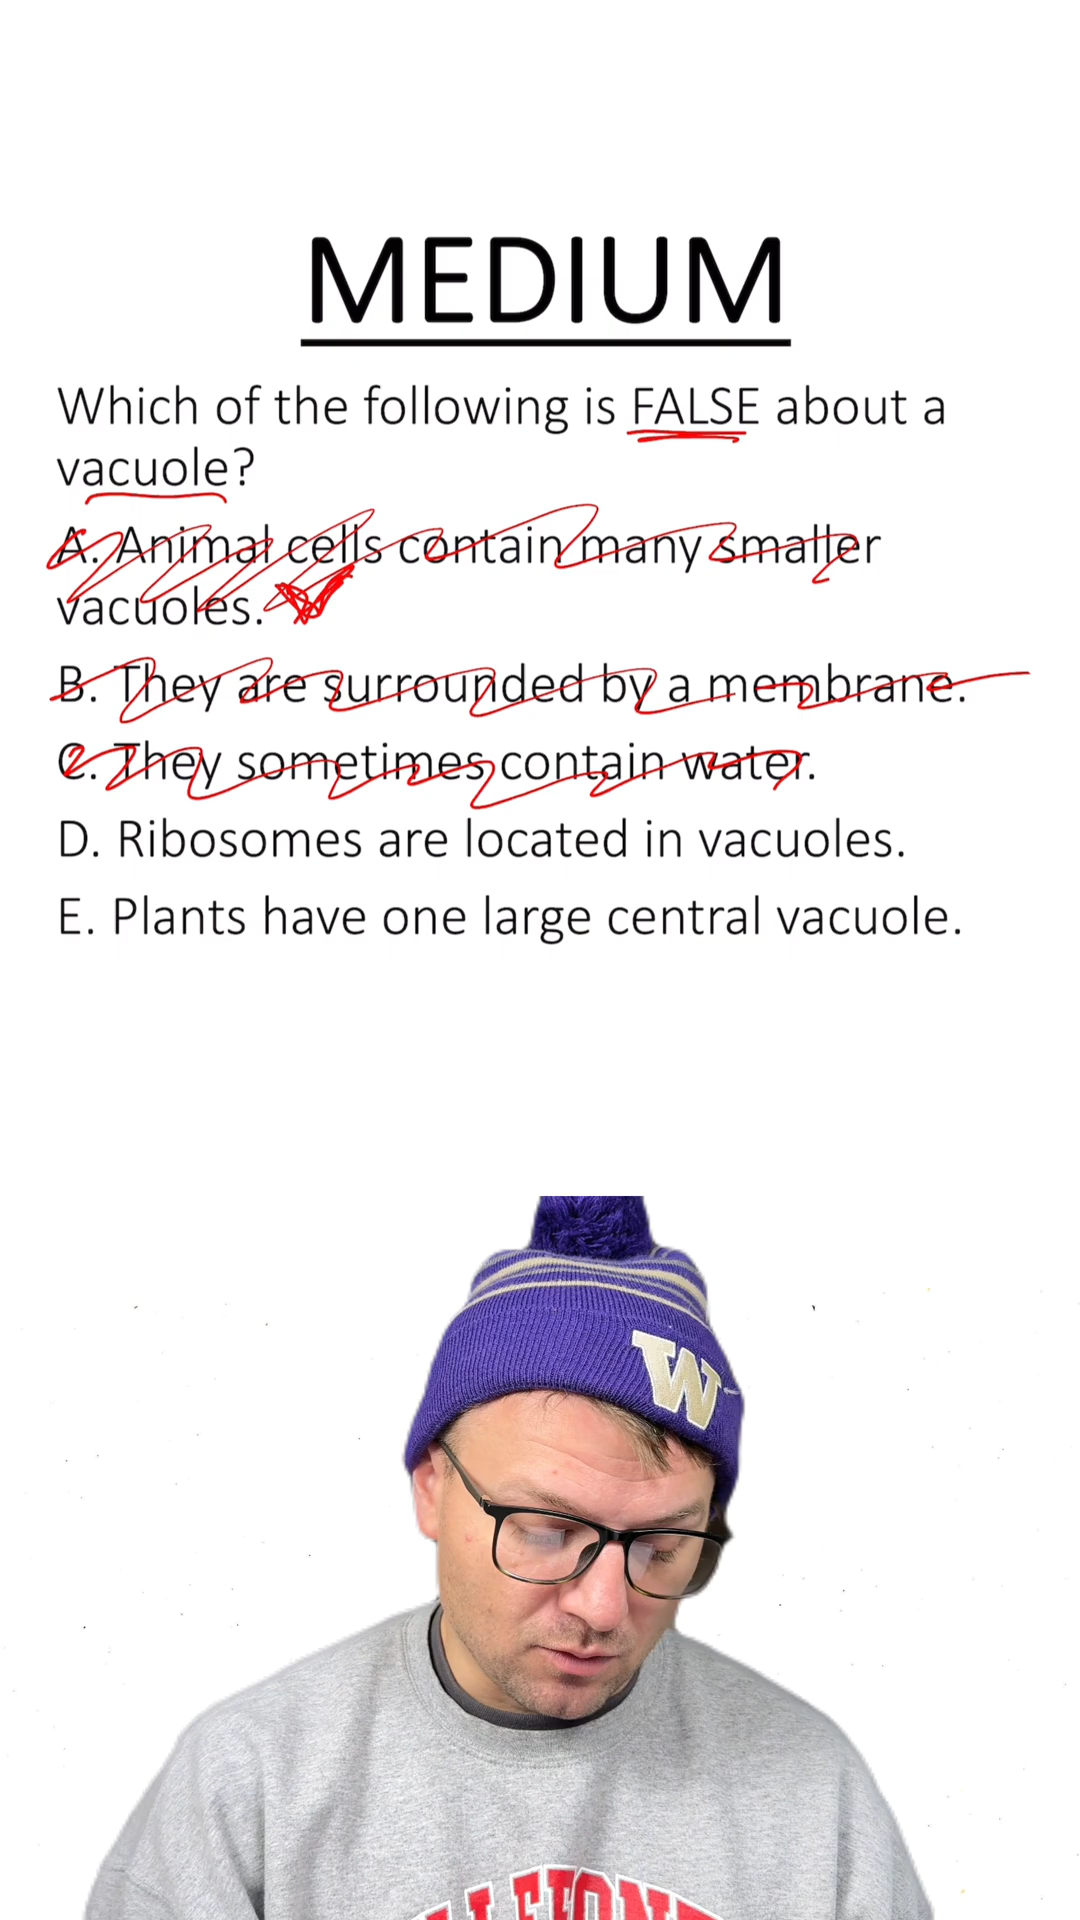 MEDIUM
Which of the following is FALSE about a
vacuole?
A. Animal cells contain many smaller
vacuoles.
B. They are surrounded by a membrane.
C. They sometimes contain water.
D. Ribosomes are located in vacuoles.
E. Plants have one large central vacuole.
W